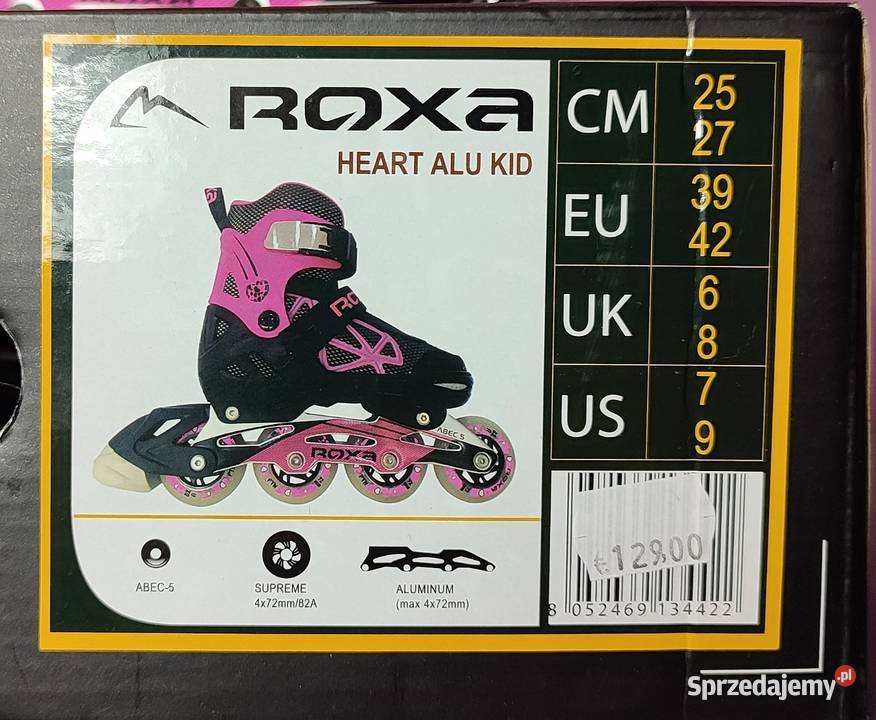 ROXA
HEART ALU KID
ROXA
ABEC 5
ABEC-5
SUPREME
4x72mm/82A
ALUMINUM
(max 4x72mm)
CM 25 27
EU 39 42
UK 6 8
US 7 9
€129,00
8 052469 134422
Sprzedajemy.pl